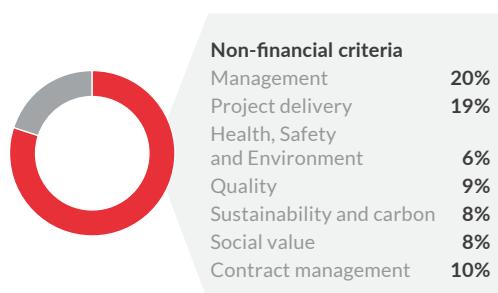 Non-financial criteria
Management 20%
Project delivery 19%
Health, Safety
and Environment 6%
Quality 9%
Sustainability and carbon 8%
Social value 8%
Contract management 10%